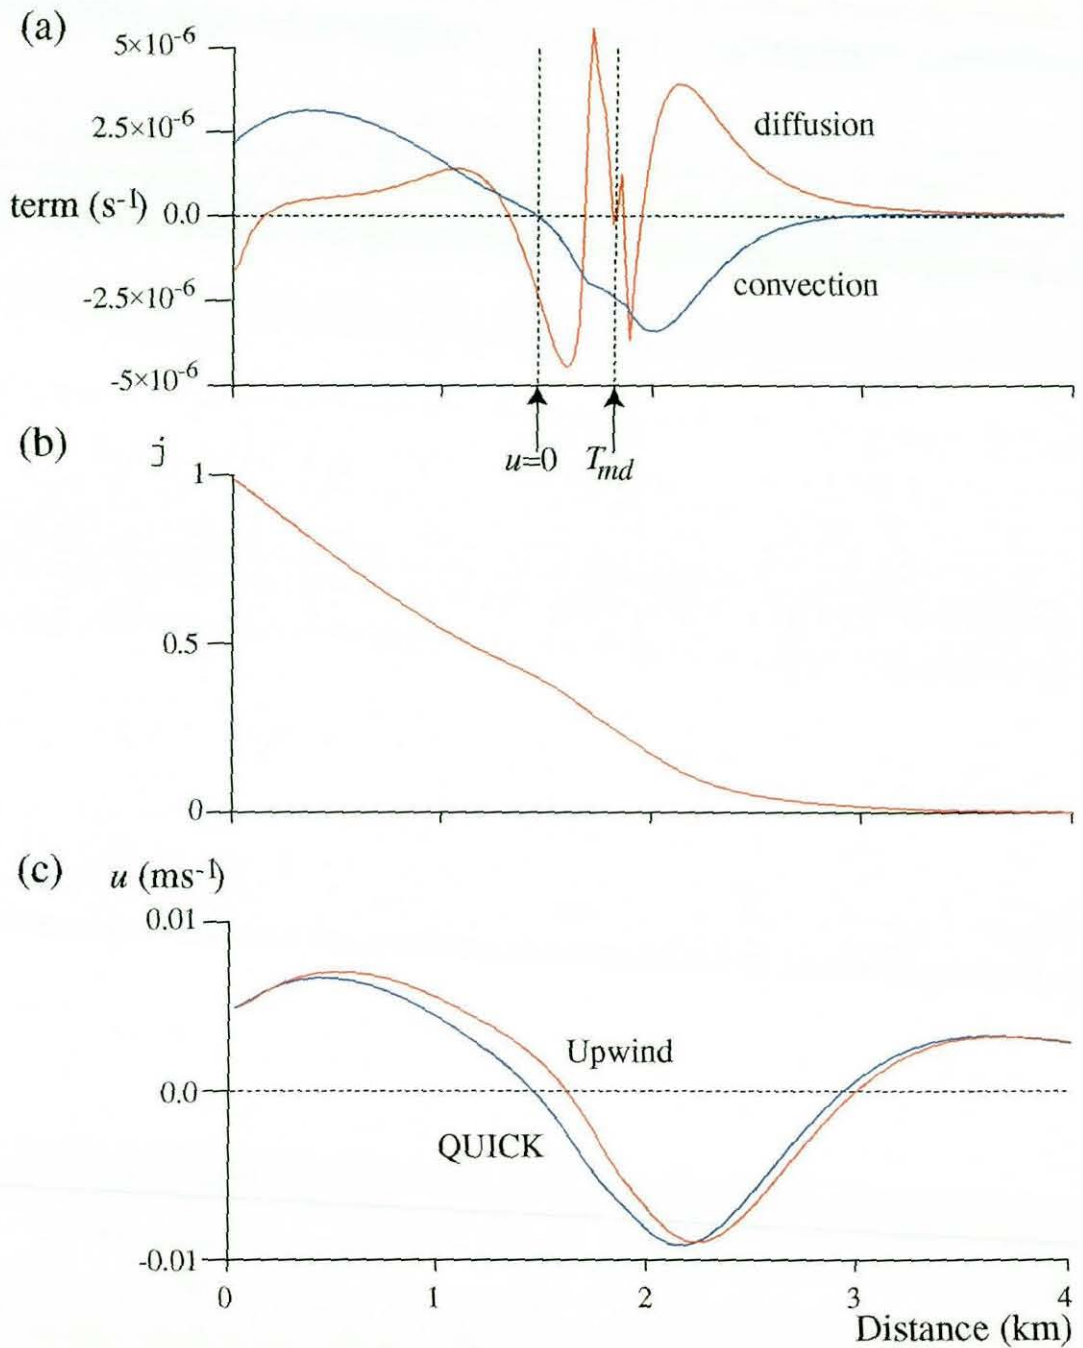 (a)
5×10-6
2.5×10-6
term (s-1) 0.0
-2.5×10-6
-5×10-6
diffusion
convection
u=0 Tmd
(b) j
1
0.5
0
(c) u (ms-1)
0.01
0.0
-0.01
Upwind
QUICK
0 1 2 3 4
Distance (km)